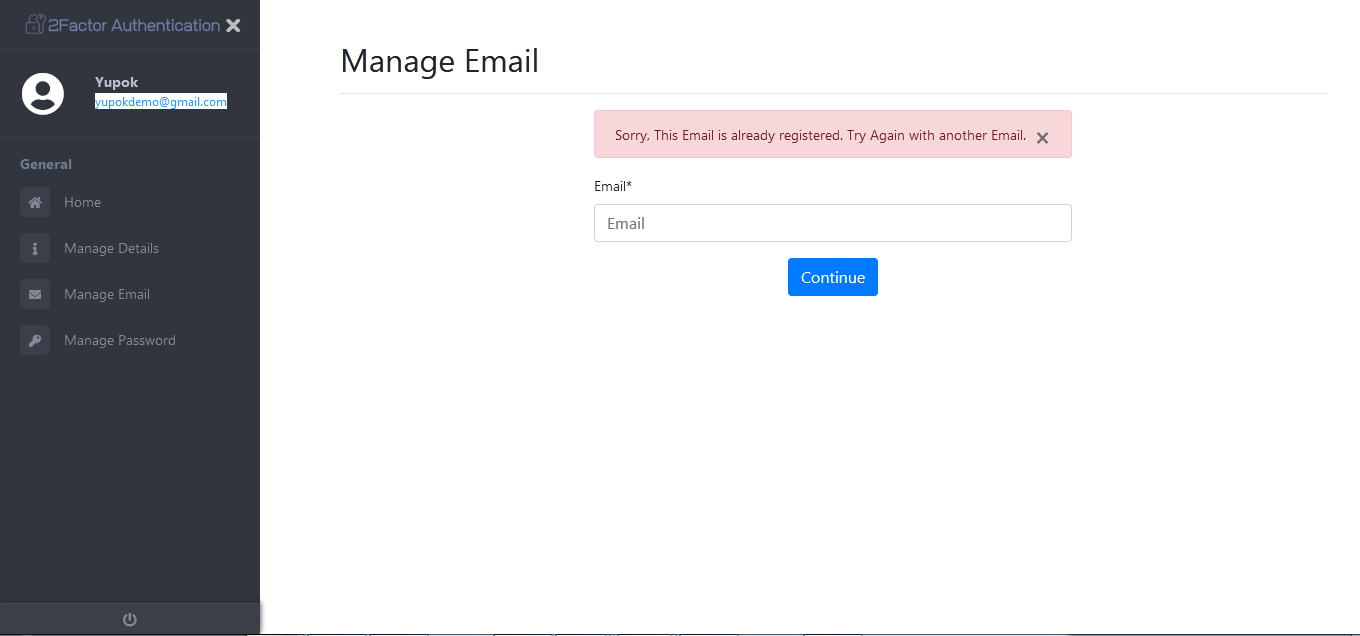 2Factor Authentication
Yupok
yupokdemo@gmail.com
General
Home
Manage Details
Manage Email
Manage Password
Manage Email
Sorry, This Email is already registered. Try Again with another Email.
Email*
Email
Continue